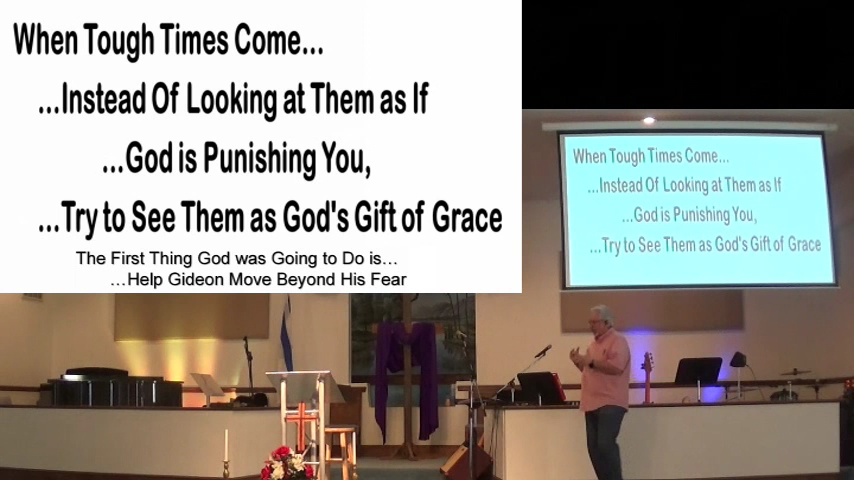 When Tough Times Come...
...Instead Of Looking at Them as If
...God is Punishing You,
...Try to See Them as God's Gift of Grace
The First Thing God was Going to Do is...
...Help Gideon Move Beyond His Fear
When Tough Times Come...
...Instead Of Looking at Them as If
...God is Punishing You,
...Try to See Them as God's Gift of Grace